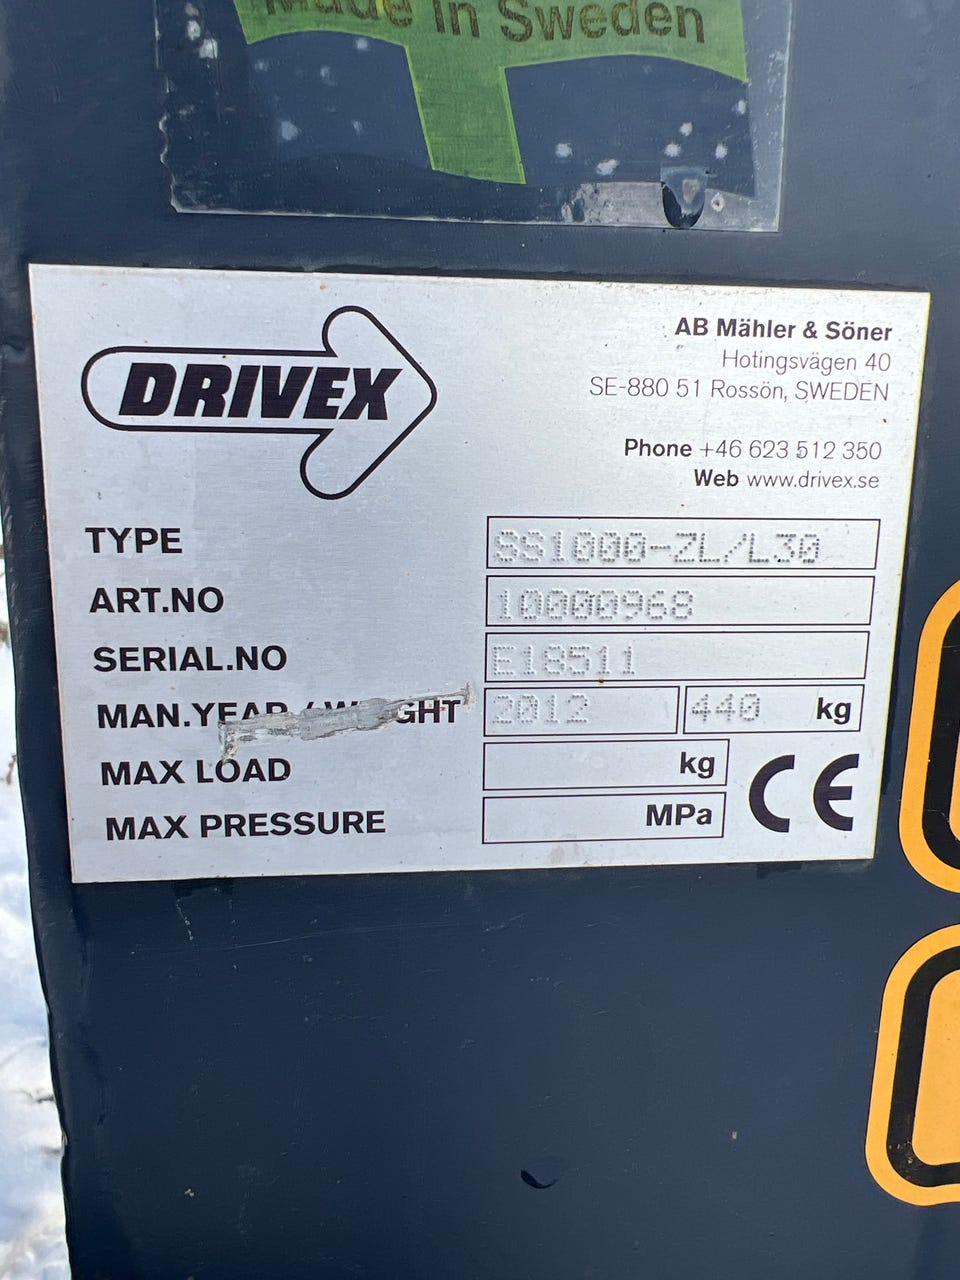 Made in Sweden
DRIVEX
AB Mähler & Söner
Hotingsvägen 40
SE-880 51 Rossön, SWEDEN
Phone +46 623 512 350
Web www.drivex.se
TYPE SS1000-ZL/L30
ART.NO 10000968
SERIAL.NO E18511
MAN.YEAR / WEIGHT 2012 440 kg
MAX LOAD kg
MAX PRESSURE MPa
CE